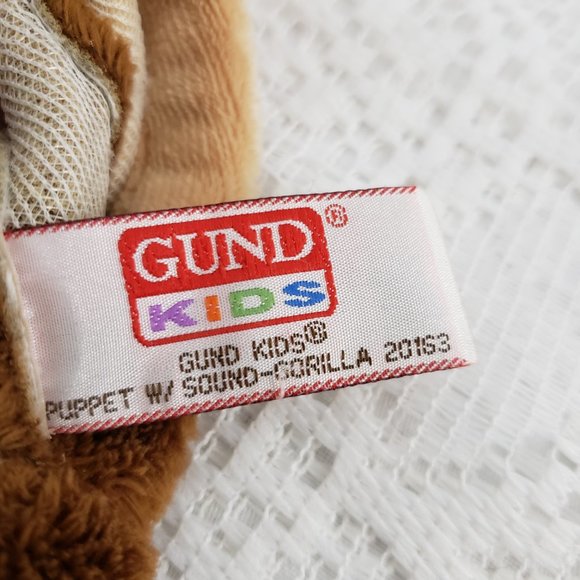 GUND®
KIDS
GUND KIDS®
PUPPET W/ SOUND-GORILLA 20163